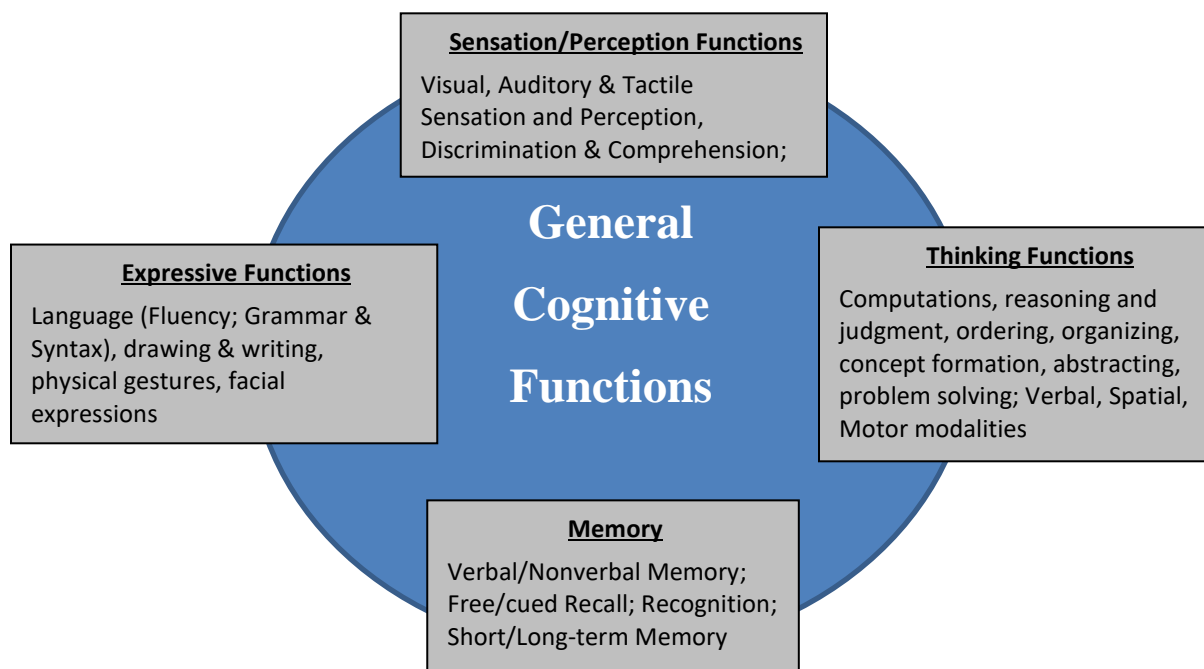 Sensation/Perception Functions
Visual, Auditory & Tactile
Sensation and Perception,
Discrimination & Comprehension;
General
Cognitive
Functions
Expressive Functions
Language (Fluency; Grammar &
Syntax), drawing & writing,
physical gestures, facial
expressions
Thinking Functions
Computations, reasoning and
judgment, ordering, organizing,
concept formation, abstracting,
problem solving; Verbal, Spatial,
Motor modalities
Memory
Verbal/Nonverbal Memory;
Free/cued Recall; Recognition;
Short/Long-term Memory